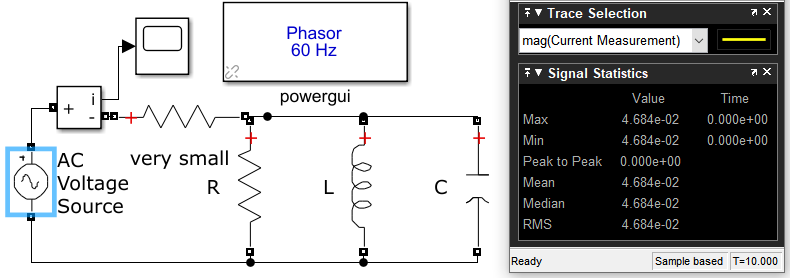 Phasor
60 Hz
powergui
i
+
-
+
AC
Voltage
Source
very small
R
L
C
Trace Selection
mag(Current Measurement)
Signal Statistics
Value Time
Max 4.684e-02 0.000e+00
Min 4.684e-02 0.000e+00
Peak to Peak 0.000e+00
Mean 4.684e-02
Median 4.684e-02
RMS 4.684e-02
Ready Sample based T=10.000